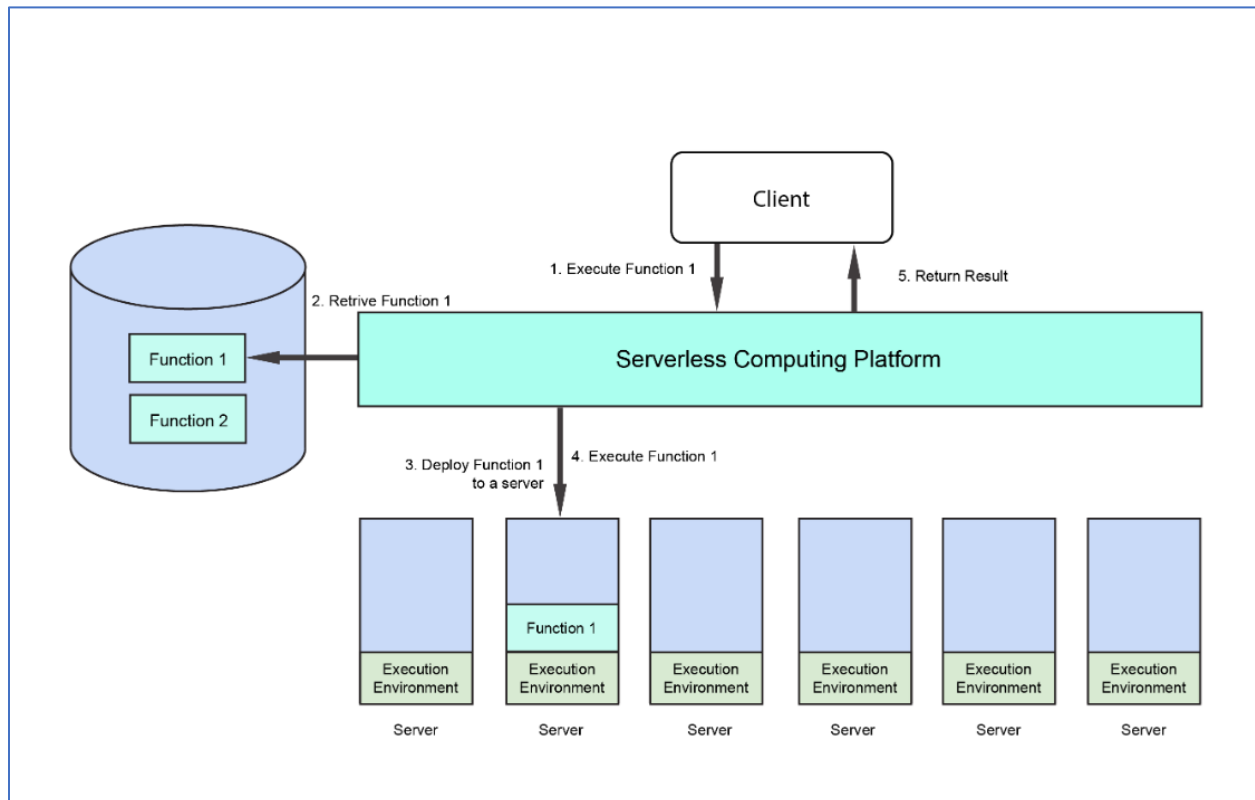 Client
1. Execute Function 1
5. Return Result
2. Retrive Function 1
Serverless Computing Platform
Function 1
Function 2
3. Deploy Function 1
to a server
4. Execute Function 1
Function 1
Execution
Environment
Execution
Environment
Execution
Environment
Execution
Environment
Execution
Environment
Execution
Environment
Server
Server
Server
Server
Server
Server